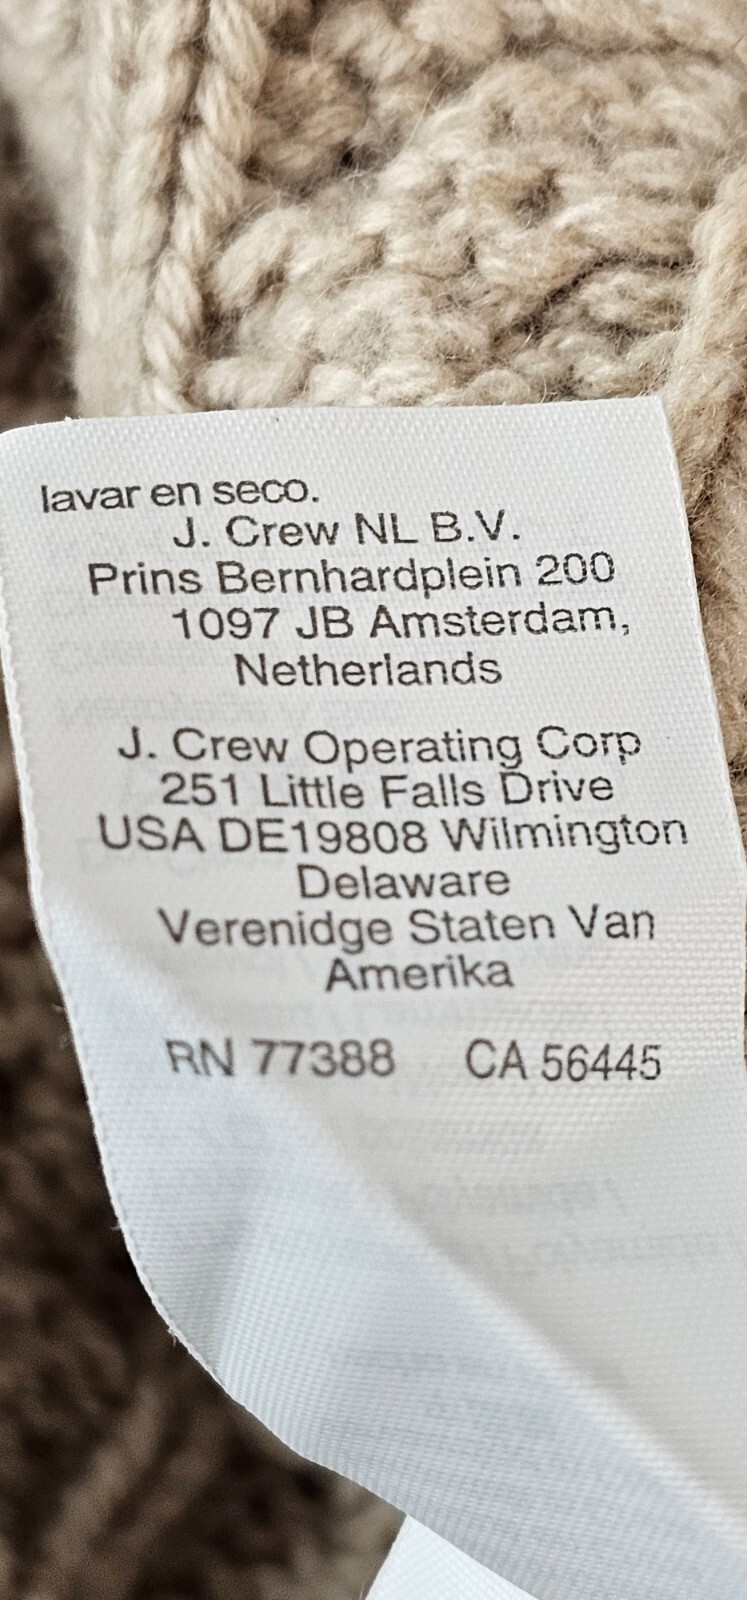 lavar en seco.
J. Crew NL B.V.
Prins Bernhardplein 200
1097 JB Amsterdam,
Netherlands
J. Crew Operating Corp
251 Little Falls Drive
USA DE19808 Wilmington
Delaware
Verenidge Staten Van
Amerika
RN 77388 CA 56445